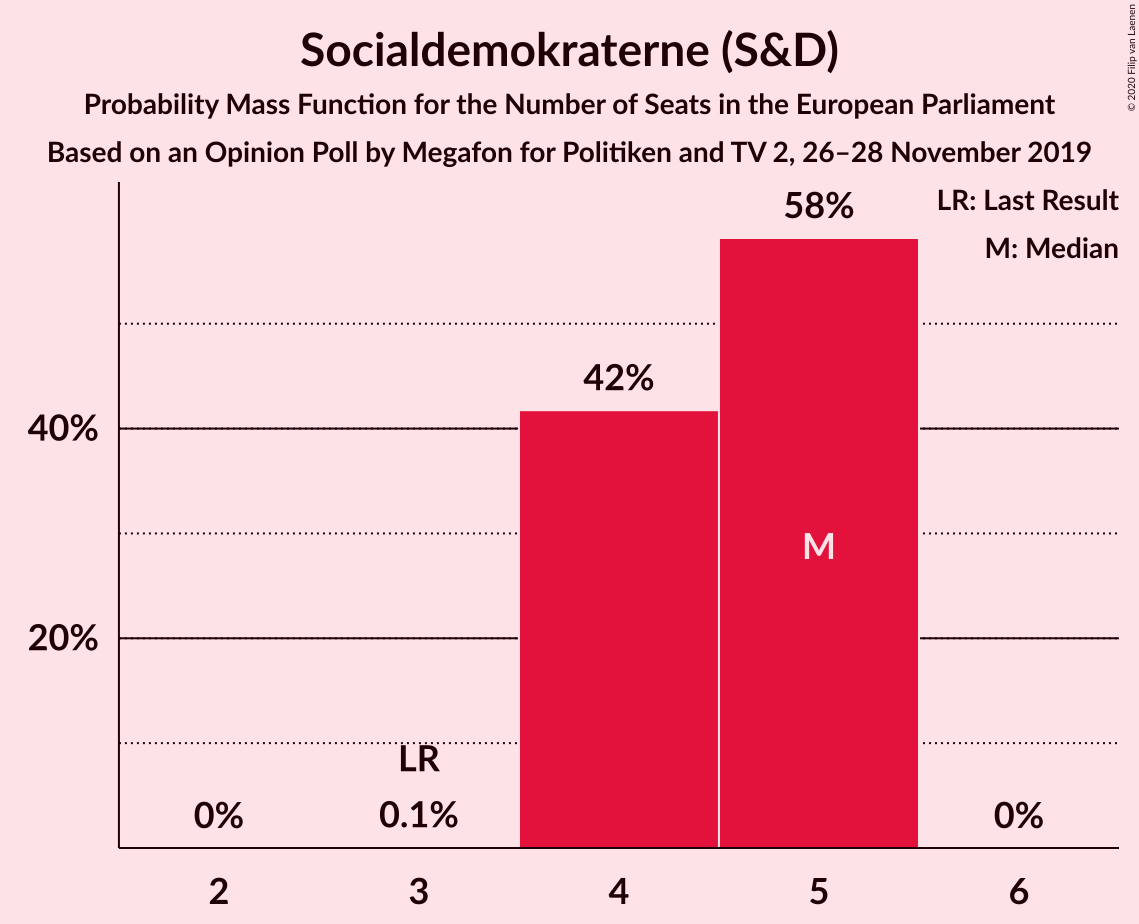 Socialdemokraterne (S&D)
Probability Mass Function for the Number of Seats in the European Parliament
Based on an Opinion Poll by Megafon for Politiken and TV 2, 26–28 November 2019
© 2020 Filip van Laenen
LR: Last Result
M: Median
58%
42%
40%
M
20%
LR
0%
0.1%
0%
2
3
4
5
6